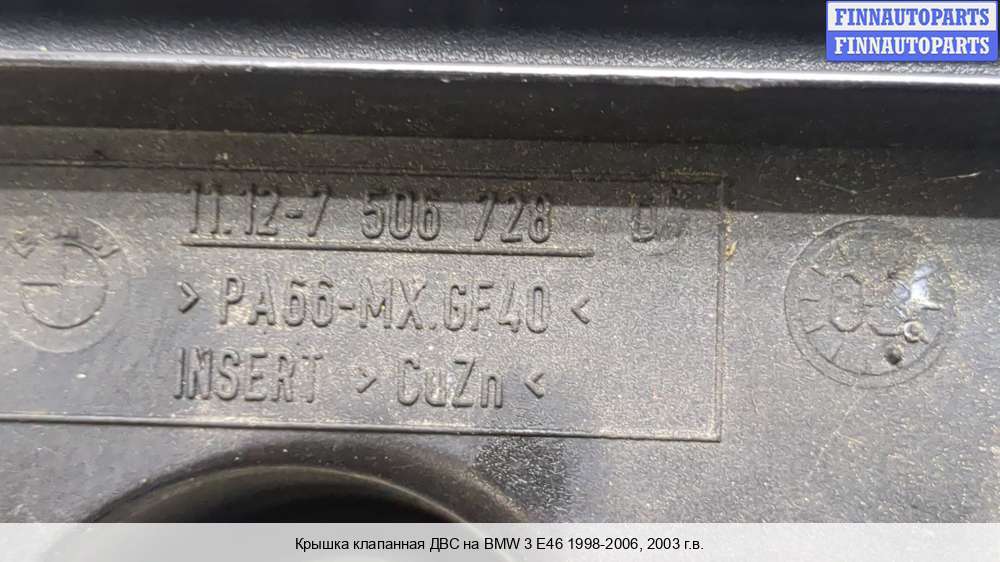 FINNAUTOPARTS
FINNAUTOPARTS
11.12-7 506 728
> PA66-MX.GF40 <
INSERT > CuZn <
Крышка клапанная ДВС на BMW 3 E46 1998-2006, 2003 г.в.